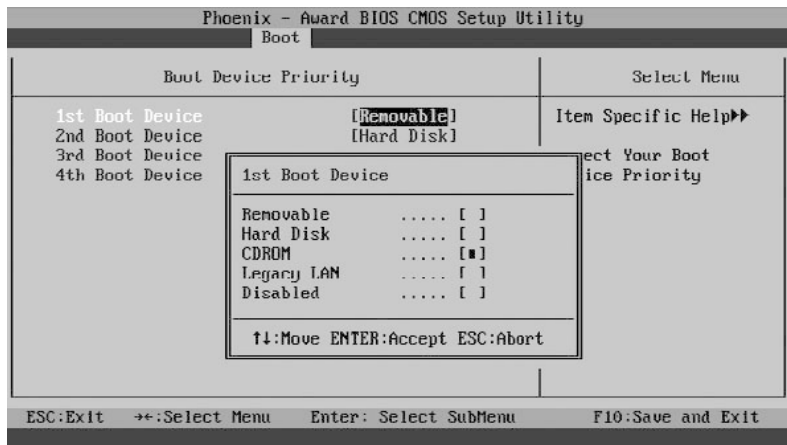 Phoenix - Award BIOS CMOS Setup Utility
Boot
Boot Device Priority
Select Menu
1st Boot Device [Removable]
2nd Boot Device [Hard Disk]
3rd Boot Device
4th Boot Device
Item Specific Help▶▶
ect Your Boot
ice Priority
1st Boot Device
Removable ..... [ ]
Hard Disk ..... [ ]
CDROM ..... [■]
Legacy LAN ..... [ ]
Disabled ..... [ ]
↑↓:Move ENTER:Accept ESC:Abort
ESC:Exit →←:Select Menu Enter: Select SubMenu F10:Save and Exit